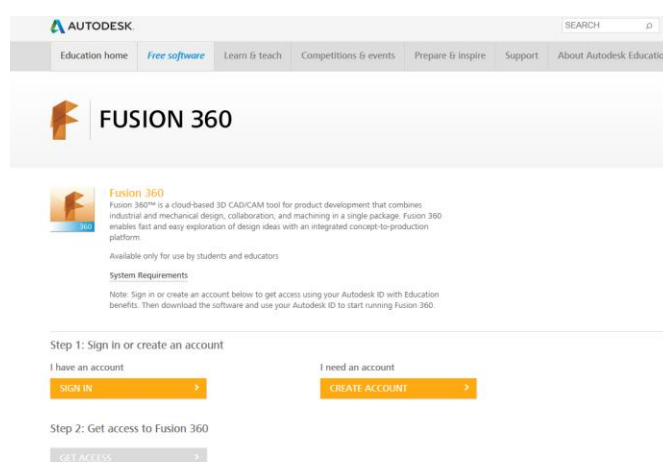 AUTODESK.
SEARCH
Education home Free software Learn & teach Competitions & events Prepare & inspire Support About Autodesk Educatio
FUSION 360
360
Fusion 360
Fusion 360™ is a cloud-based 3D CAD/CAM tool for product development that combines
industrial and mechanical design, collaboration, and machining in a single package. Fusion 360
enables fast and easy exploration of design ideas with an integrated concept-to-production
platform.
Available only for use by students and educators
System Requirements
Note: Sign in or create an account below to get access using your Autodesk ID with Education
benefits. Then download the software and use your Autodesk ID to start running Fusion 360.
Step 1: Sign in or create an account
I have an account I need an account
SIGN IN > CREATE ACCOUNT >
Step 2: Get access to Fusion 360
GET ACCESS >